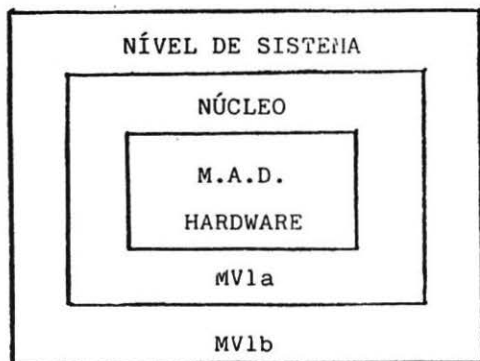 NÍVEL DE SISTEMA
NÚCLEO
M.A.D.
HARDWARE
MV1a
MV1b